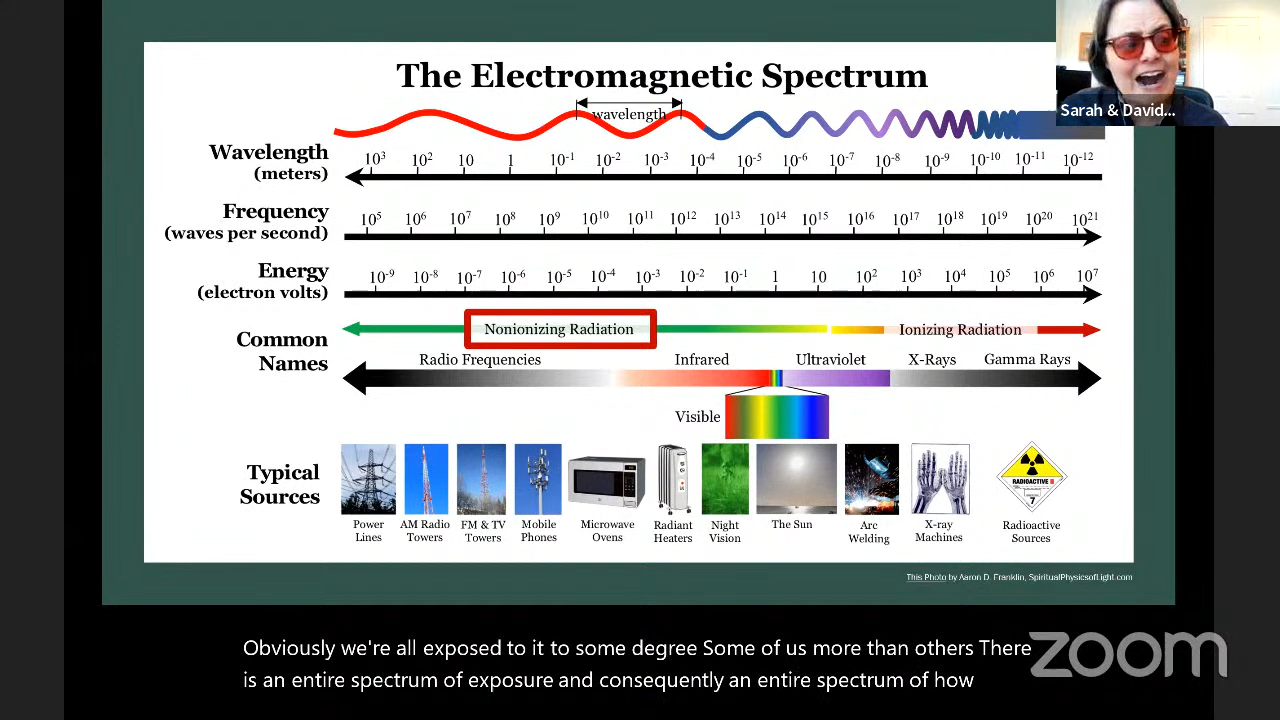 The Electromagnetic Spectrum
wavelength
Sarah & David...
Wavelength
(meters)
10³ 10² 10 1 10⁻¹ 10⁻² 10⁻³ 10⁻⁴ 10⁻⁵ 10⁻⁶ 10⁻⁷ 10⁻⁸ 10⁻⁹ 10⁻¹⁰ 10⁻¹¹ 10⁻¹²
Frequency
(waves per second)
10⁵ 10⁶ 10⁷ 10⁸ 10⁹ 10¹⁰ 10¹¹ 10¹² 10¹³ 10¹⁴ 10¹⁵ 10¹⁶ 10¹⁷ 10¹⁸ 10¹⁹ 10²⁰ 10²¹
Energy
(electron volts)
10⁻⁹ 10⁻⁸ 10⁻⁷ 10⁻⁶ 10⁻⁵ 10⁻⁴ 10⁻³ 10⁻² 10⁻¹ 1 10 10² 10³ 10⁴ 10⁵ 10⁶ 10⁷
Common
Names
Nonionizing Radiation Ionizing Radiation
Radio Frequencies Infrared Ultraviolet X-Rays Gamma Rays
Visible
Typical
Sources
RADIOACTIVE II
7
Power
Lines
AM Radio
Towers
FM & TV
Towers
Mobile
Phones
Microwave
Ovens
Radiant
Heaters
Night
Vision
The Sun
Arc
Welding
X-ray
Machines
Radioactive
Sources
This Photo by Aaron D. Franklin, SpiritualPhysicsofLight.com
Obviously we're all exposed to it to some degree Some of us more than others There
is an entire spectrum of exposure and consequently an entire spectrum of how
zoom